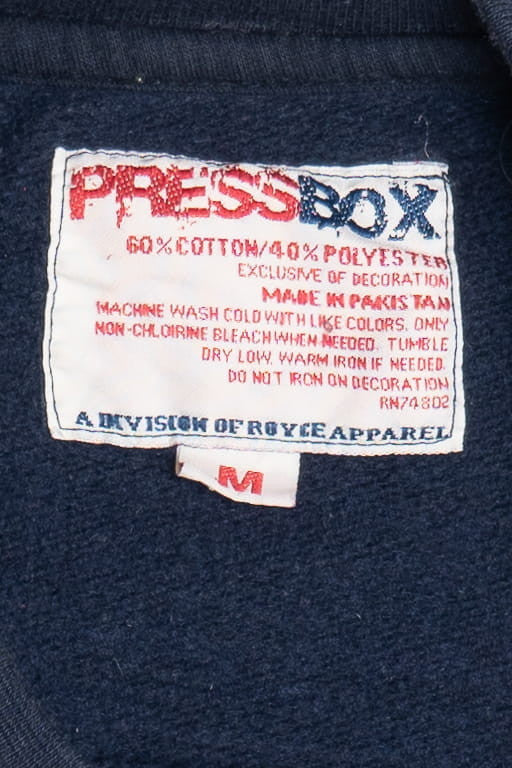 PRESSBOX
60% COTTON/40% POLYESTER
EXCLUSIVE OF DECORATION
MADE IN PAKISTAN
MACHINE WASH COLD WITH LIKE COLORS. ONLY
NON-CHLOIRINE BLEACH WHEN NEEDED. TUMBLE
DRY LOW. WARM IRON IF NEEDED.
DO NOT IRON ON DECORATION
RN74802
A DIVISION OF ROYCE APPAREL
M